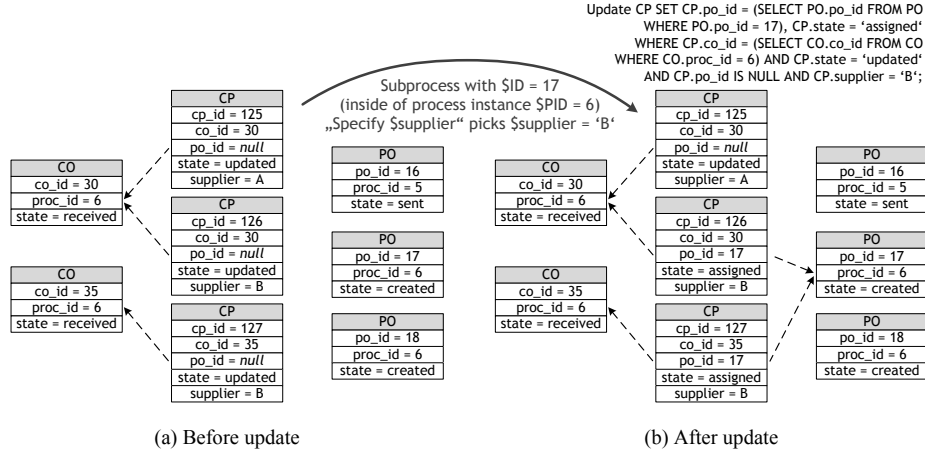 Update CP SET CP.po_id = (SELECT PO.po_id FROM PO
WHERE PO.po_id = 17), CP.state = ‘assigned‘
WHERE CP.co_id = (SELECT CO.co_id FROM CO
WHERE CO.proc_id = 6) AND CP.state = ‘updated‘
AND CP.po_id IS NULL AND CP.supplier = ‘B‘;
Subprocess with $ID = 17
(inside of process instance $PID = 6)
„Specify $supplier“ picks $supplier = ‘B‘
CO
co_id = 30
proc_id = 6
state = received
CO
co_id = 35
proc_id = 6
state = received
CP
cp_id = 125
co_id = 30
po_id = null
state = updated
supplier = A
CP
cp_id = 126
co_id = 30
po_id = null
state = updated
supplier = B
CP
cp_id = 127
co_id = 35
po_id = null
state = updated
supplier = B
PO
po_id = 16
proc_id = 5
state = sent
PO
po_id = 17
proc_id = 6
state = created
PO
po_id = 18
proc_id = 6
state = created
(a) Before update
CO
co_id = 30
proc_id = 6
state = received
CO
co_id = 35
proc_id = 6
state = received
CP
cp_id = 125
co_id = 30
po_id = null
state = updated
supplier = A
CP
cp_id = 126
co_id = 30
po_id = 17
state = assigned
supplier = B
CP
cp_id = 127
co_id = 35
po_id = 17
state = assigned
supplier = B
PO
po_id = 16
proc_id = 5
state = sent
PO
po_id = 17
proc_id = 6
state = created
PO
po_id = 18
proc_id = 6
state = created
(b) After update